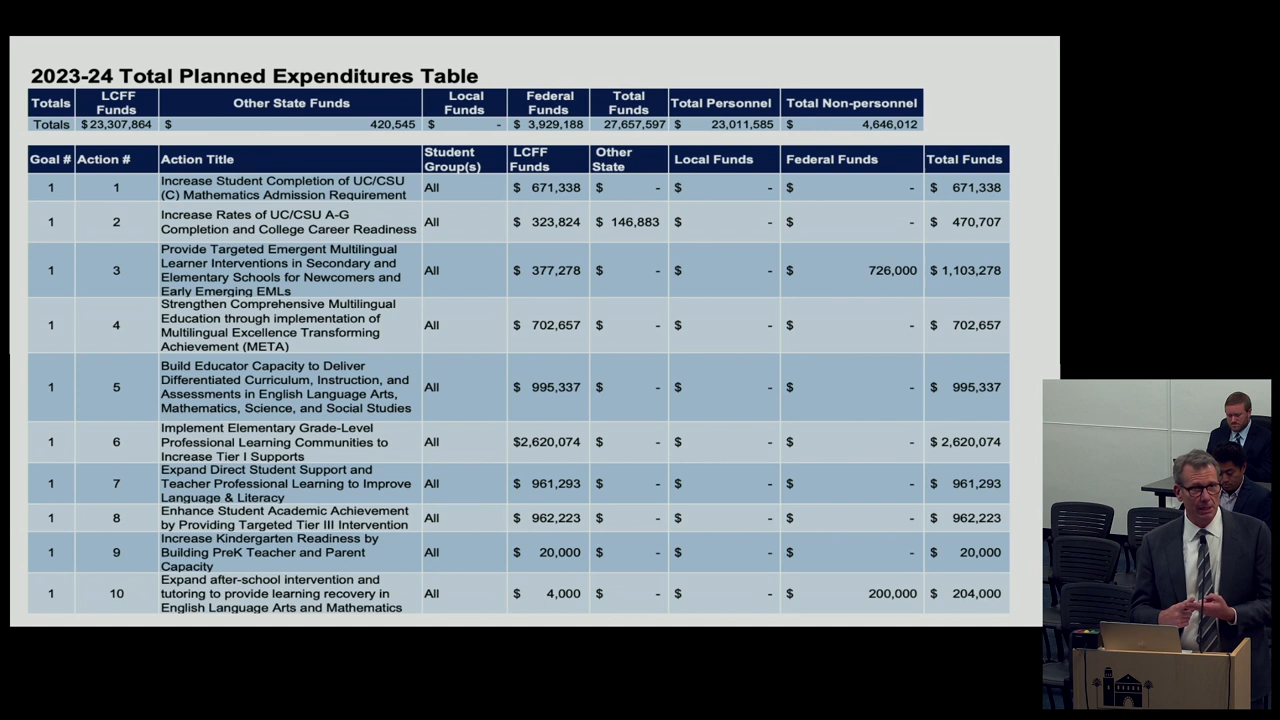 2023-24 Total Planned Expenditures Table
Totals LCFF Funds Other State Funds Local Funds Federal Funds Total Funds Total Personnel Total Non-personnel
Totals $23,307,864 $ 420,545 $ - $ 3,929,188 27,657,597 $ 23,011,585 $ 4,646,012
Goal # Action # Action Title Student Group(s) LCFF Funds Other State Local Funds Federal Funds Total Funds
1 1 Increase Student Completion of UC/CSU (C) Mathematics Admission Requirement All $ 671,338 $ - $ - $ - $ 671,338
1 2 Increase Rates of UC/CSU A-G Completion and College Career Readiness All $ 323,824 $ 146,883 $ - $ - $ 470,707
1 3 Provide Targeted Emergent Multilingual Learner Interventions in Secondary and Elementary Schools for Newcomers and Early Emerging EMLs All $ 377,278 $ - $ - $ 726,000 $ 1,103,278
1 4 Strengthen Comprehensive Multilingual Education through implementation of Multilingual Excellence Transforming Achievement (META) All $ 702,657 $ - $ - $ - $ 702,657
1 5 Build Educator Capacity to Deliver Differentiated Curriculum, Instruction, and Assessments in English Language Arts, Mathematics, Science, and Social Studies All $ 995,337 $ - $ - $ - $ 995,337
1 6 Implement Elementary Grade-Level Professional Learning Communities to Increase Tier I Supports All $2,620,074 $ - $ - $ - $ 2,620,074
1 7 Expand Direct Student Support and Teacher Professional Learning to Improve Language & Literacy All $ 961,293 $ - $ - $ - $ 961,293
1 8 Enhance Student Academic Achievement by Providing Targeted Tier III Intervention All $ 962,223 $ - $ - $ - $ 962,223
1 9 Increase Kindergarten Readiness by Building PreK Teacher and Parent Capacity All $ 20,000 $ - $ - $ - $ 20,000
1 10 Expand after-school intervention and tutoring to provide learning recovery in English Language Arts and Mathematics All $ 4,000 $ - $ - $ 200,000 $ 204,000